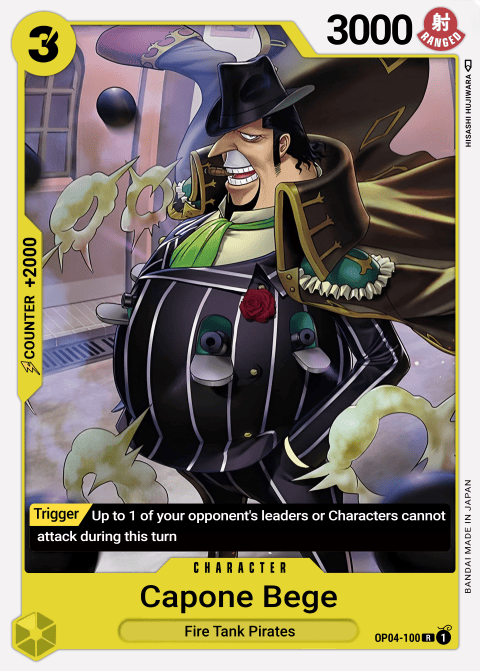 3
3000
射
RANGED
HISASHI HUJIWARA
COUNTER +2000
Trigger Up to 1 of your opponent's leaders or Characters cannot
attack during this turn
BANDAI MADE IN JAPAN
CHARACTER
Capone Bege
Fire Tank Pirates
OP04-100 R 1